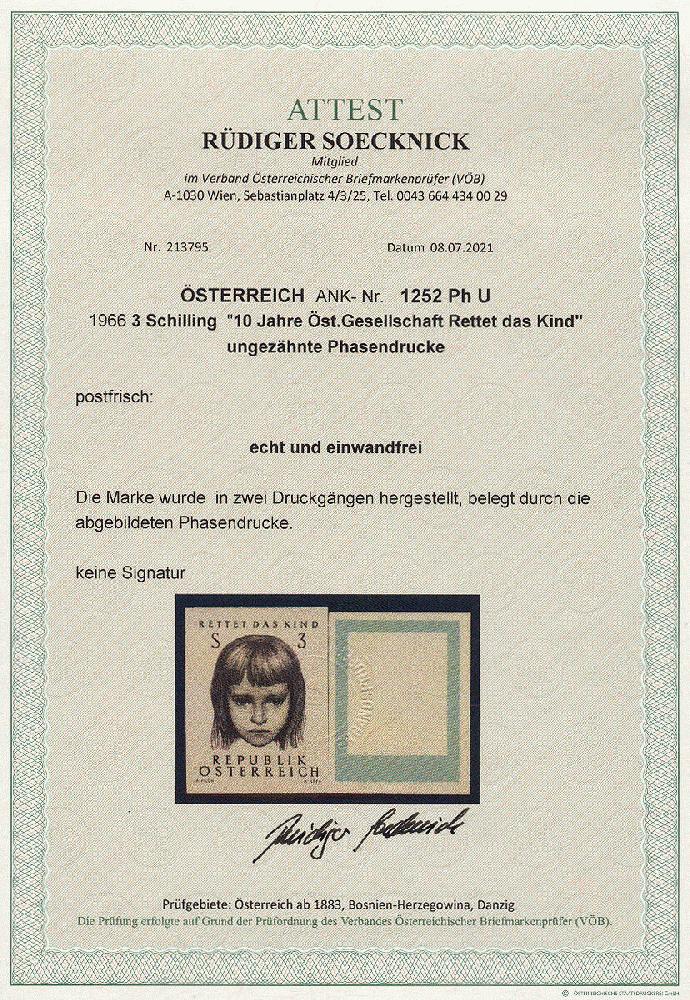 ATTEST
RÜDIGER SOECKNICK
Mitglied
im Verband Österreichischer Briefmarkenprüfer (VÖB)
A-1030 Wien, Sebastianplatz 4/3/25, Tel. 0043 664 434 00 29
Nr. 213795 Datum 08.07.2021
ÖSTERREICH ANK- Nr. 1252 Ph U
1966 3 Schilling "10 Jahre Öst.Gesellschaft Rettet das Kind"
ungezähnte Phasendrucke
postfrisch:
echt und einwandfrei
Die Marke wurde in zwei Druckgängen hergestellt, belegt durch die
abgebildeten Phasendrucke.
keine Signatur
RETTET DAS KIND
S 3
REPUBLIK
ÖSTERREICH
Rüdiger Soecknick
Prüfgebiete: Österreich ab 1883, Bosnien-Herzegowina, Danzig
Die Prüfung erfolgte auf Grund der Prüfordnung des Verbandes Österreichischer Briefmarkenprüfer (VÖB).